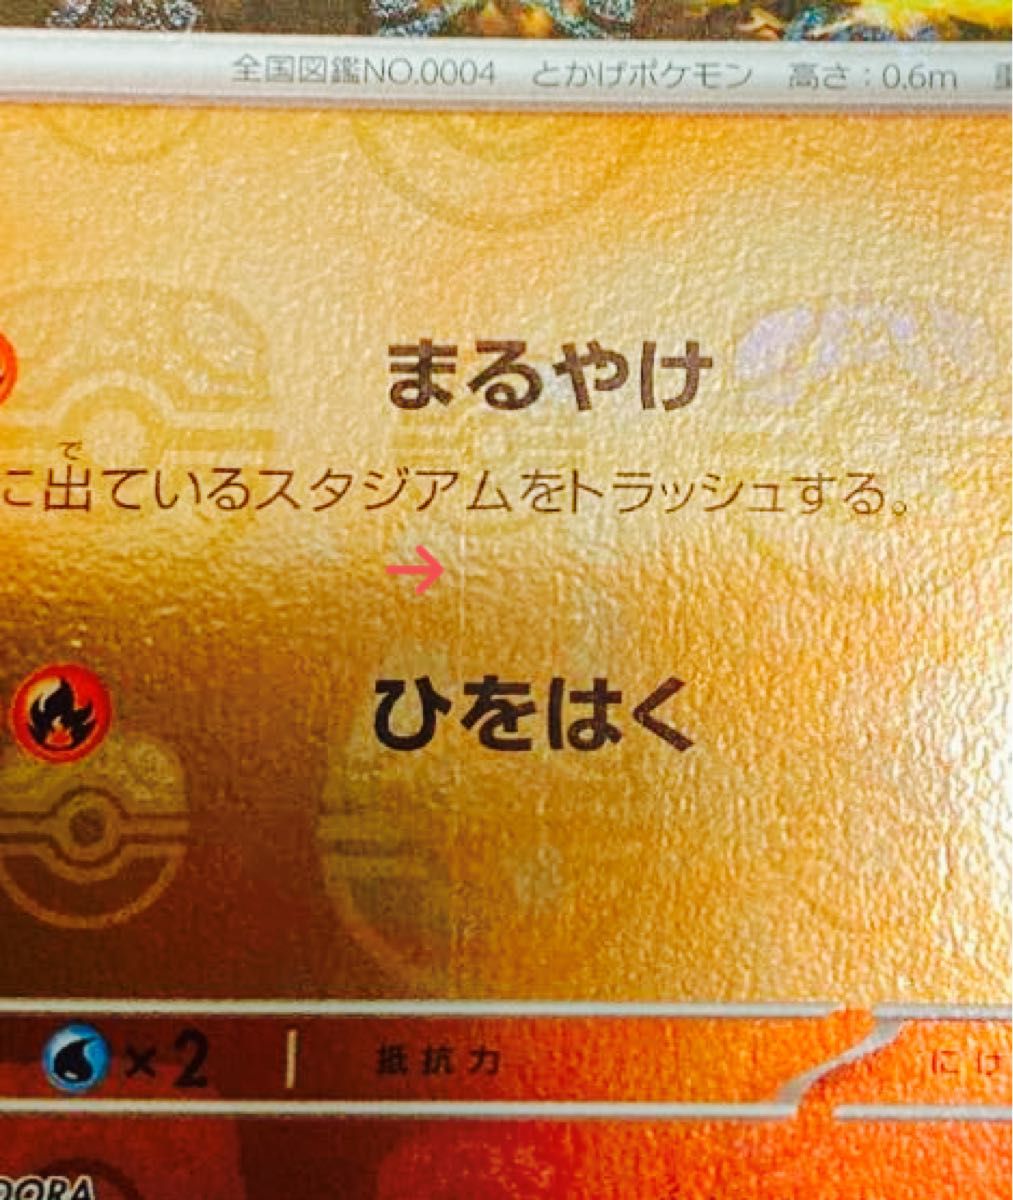 全国図鑑NO.0004 とかげポケモン 高さ：0.6m
まるやけ
で
に出ているスタジアムをトラッシュする。
ひをはく
×2 抵抗力 にげ
DORA